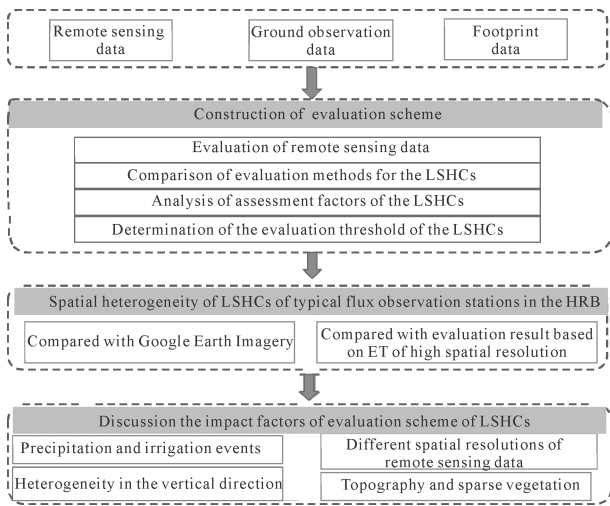 Remote sensing
data
Ground observation
data
Footprint
data
Construction of evaluation scheme
Evaluation of remote sensing data
Comparison of evaluation methods for the LSHCs
Analysis of assessment factors of the LSHCs
Determination of the evaluation threshold of the LSHCs
Spatial heterogeneity of LSHCs of typical flux observation stations in the HRB
Compared with Google Earth Imagery
Compared with evaluation result based
on ET of high spatial resolution
Discussion the impact factors of evaluation scheme of LSHCs
Precipitation and irrigation events
Different spatial resolutions of
remote sensing data
Heterogeneity in the vertical direction
Topography and sparse vegetation